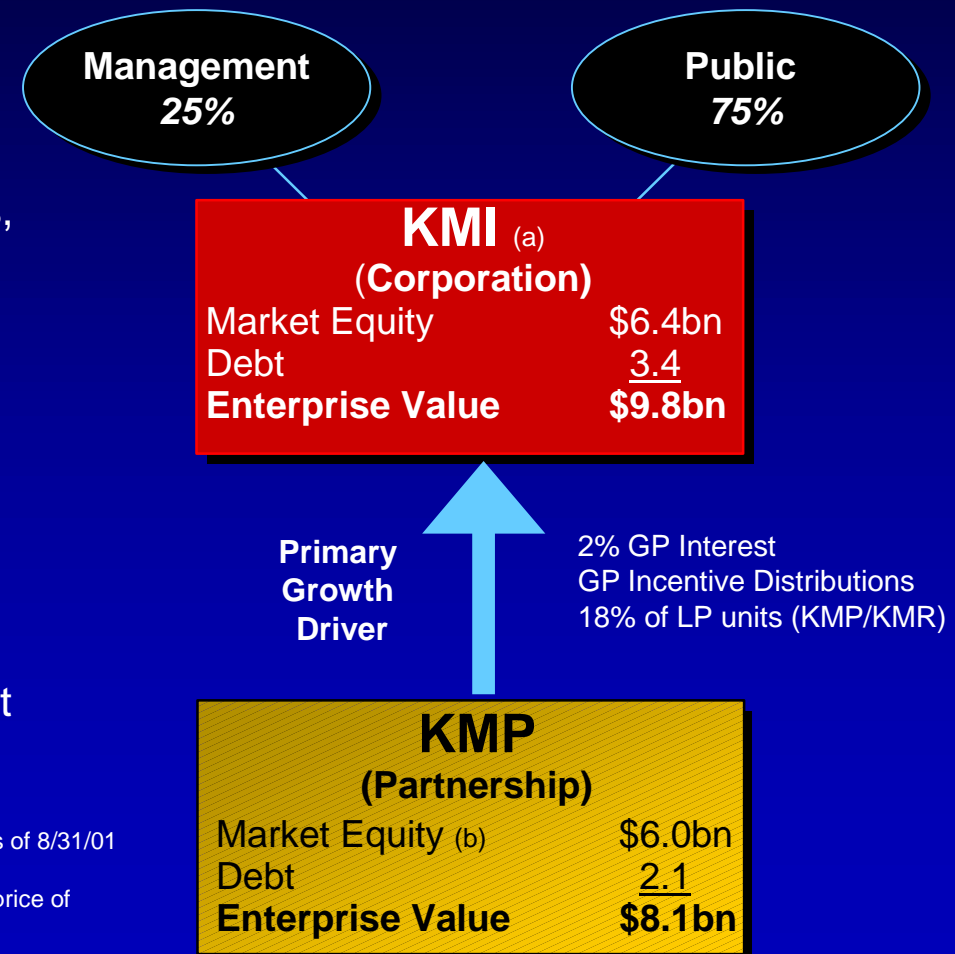 Management
25%
Public
75%
,
KMI (a)
(Corporation)
Market Equity $6.4bn
Debt 3.4
Enterprise Value $9.8bn
Primary
Growth
Driver
2% GP Interest
GP Incentive Distributions
18% of LP units (KMP/KMR)
t
KMP
(Partnership)
s of 8/31/01
Market Equity (b) $6.0bn
Debt 2.1
price of
Enterprise Value $8.1bn